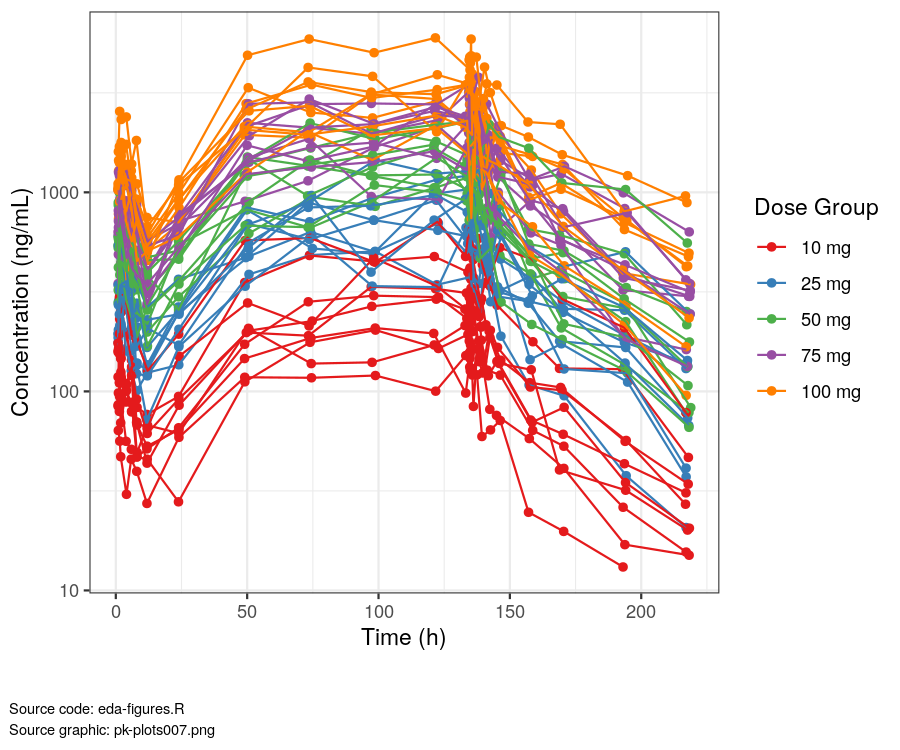 Concentration (ng/mL)
1000
100
10
0
50
100
150
200
Time (h)
Dose Group
10 mg
25 mg
50 mg
75 mg
100 mg
Source code: eda-figures.R
Source graphic: pk-plots007.png